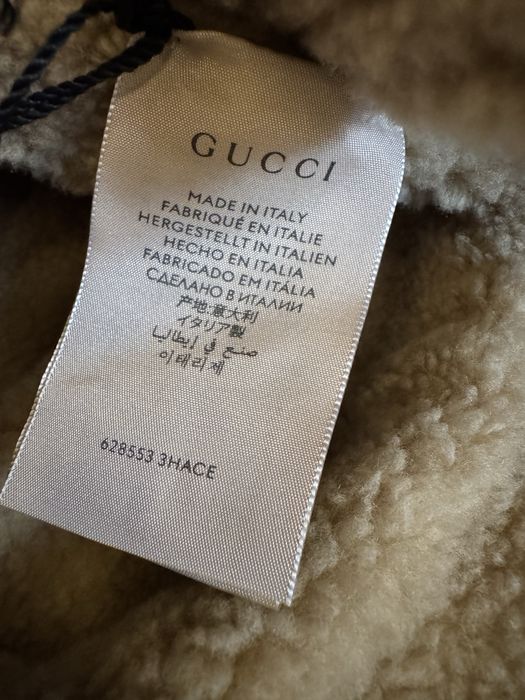 GUCCI
MADE IN ITALY
FABRIQUÉ EN ITALIE
HERGESTELLT IN ITALIEN
HECHO EN ITALIA
FABRICADO EM ITÁLIA
СДЕЛАНО В ИТАЛИИ
产地:意大利
イタリア製
صنع في إيطاليا
이태리제
628553 3HACE